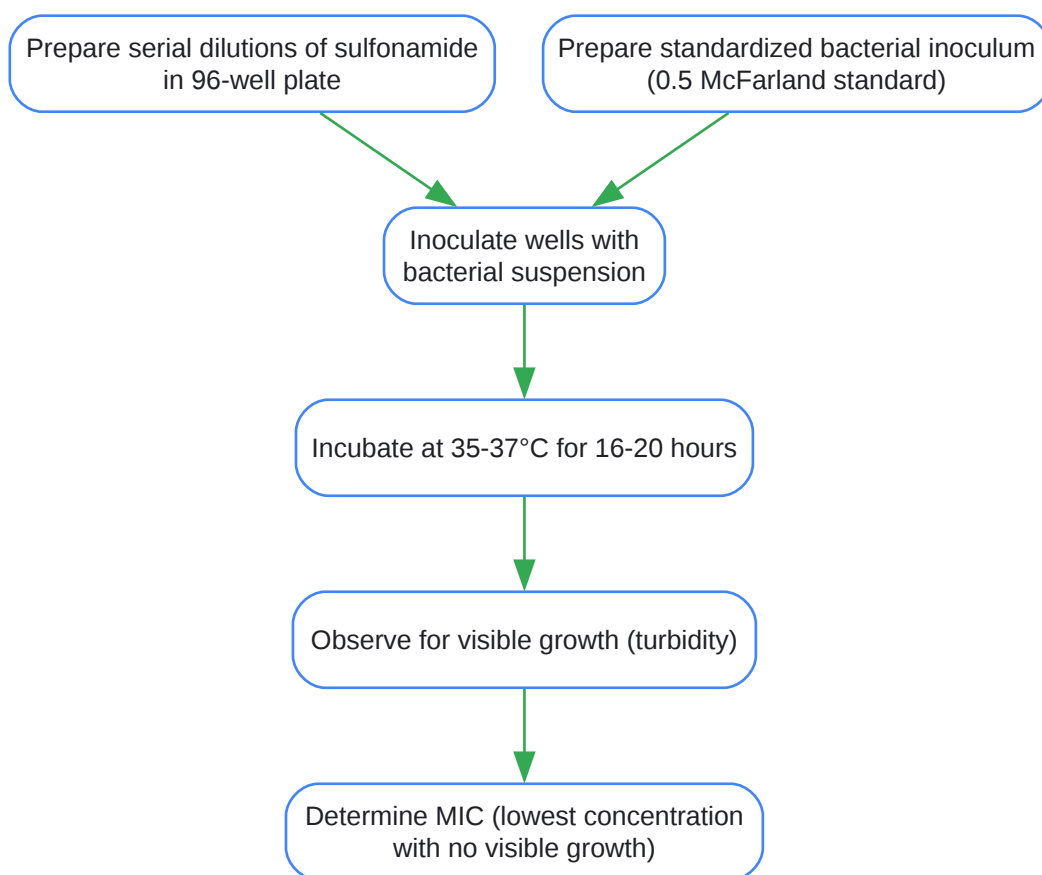 Prepare serial dilutions of sulfonamide
in 96-well plate
Prepare standardized bacterial inoculum
(0.5 McFarland standard)
Inoculate wells with
bacterial suspension
Incubate at 35-37°C for 16-20 hours
Observe for visible growth (turbidity)
Determine MIC (lowest concentration
with no visible growth)